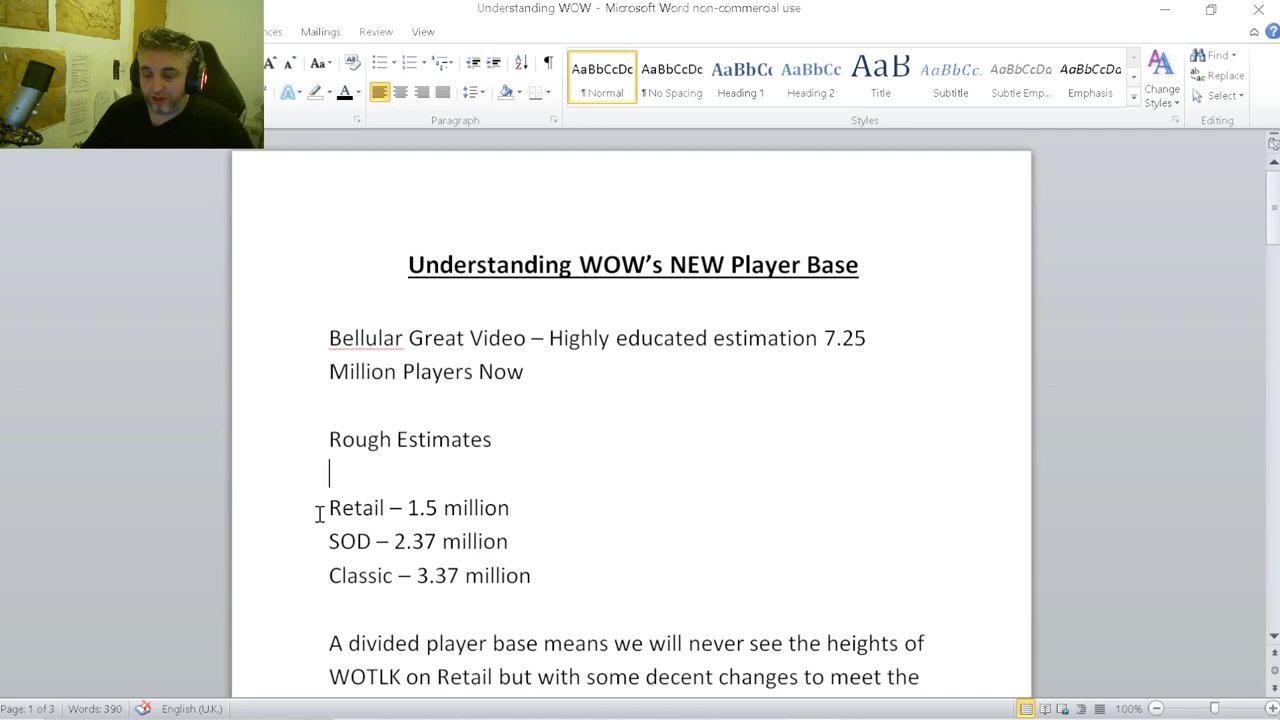 Understanding WOW - Microsoft Word non-commercial use
Mailings Review View
Aa
AaBbCcDc AaBbCcDc AaBbCc AaBbCc AaB AaBbCc. AaBbCcDa AaBbCcDa
¶ Normal ¶ No Spacing Heading 1 Heading 2 Title Subtitle Subtle Emp... Emphasis
Change
Styles
Find
Replace
Select
Paragraph Styles Editing
Understanding WOW’s NEW Player Base
Bellular Great Video – Highly educated estimation 7.25
Million Players Now
Rough Estimates
Retail – 1.5 million
SOD – 2.37 million
Classic – 3.37 million
A divided player base means we will never see the heights of
WOTLK on Retail but with some decent changes to meet the
Page: 1 of 3 Words: 390 English (U.K.) 100%